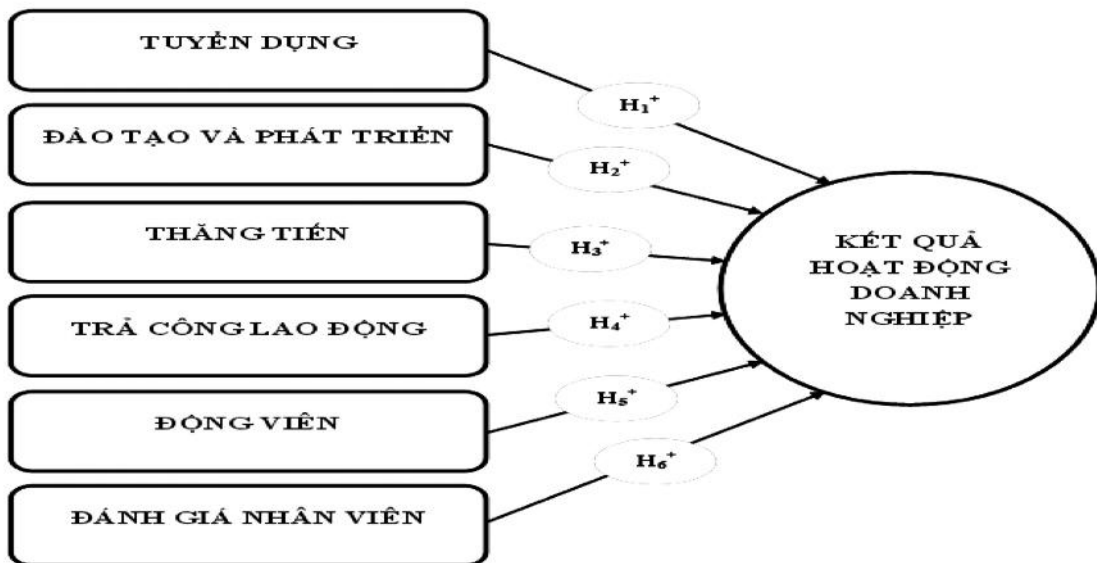 TUYỂN DỤNG
H₁⁺
ĐÀO TẠO VÀ PHÁT TRIỂN
H₂⁺
THĂNG TIẾN
H₃⁺
TRẢ CÔNG LAO ĐỘNG
H₄⁺
ĐỘNG VIÊN
H₅⁺
ĐÁNH GIÁ NHÂN VIÊN
H₆⁺
KẾT QUẢ
HOẠT ĐỘNG
DOANH
NGHIỆP